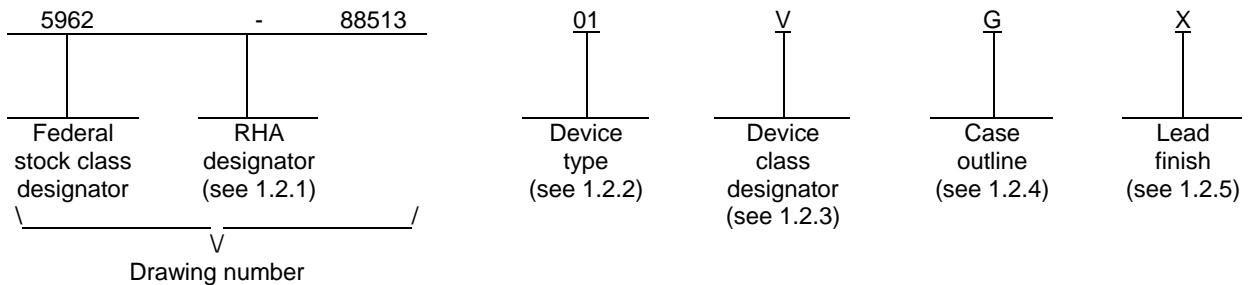 5962 - 88513 01 V G X
Federal stock class designator
RHA designator (see 1.2.1)
Device type (see 1.2.2)
Device class designator (see 1.2.3)
Case outline (see 1.2.4)
Lead finish (see 1.2.5)
\ /
\/
Drawing number